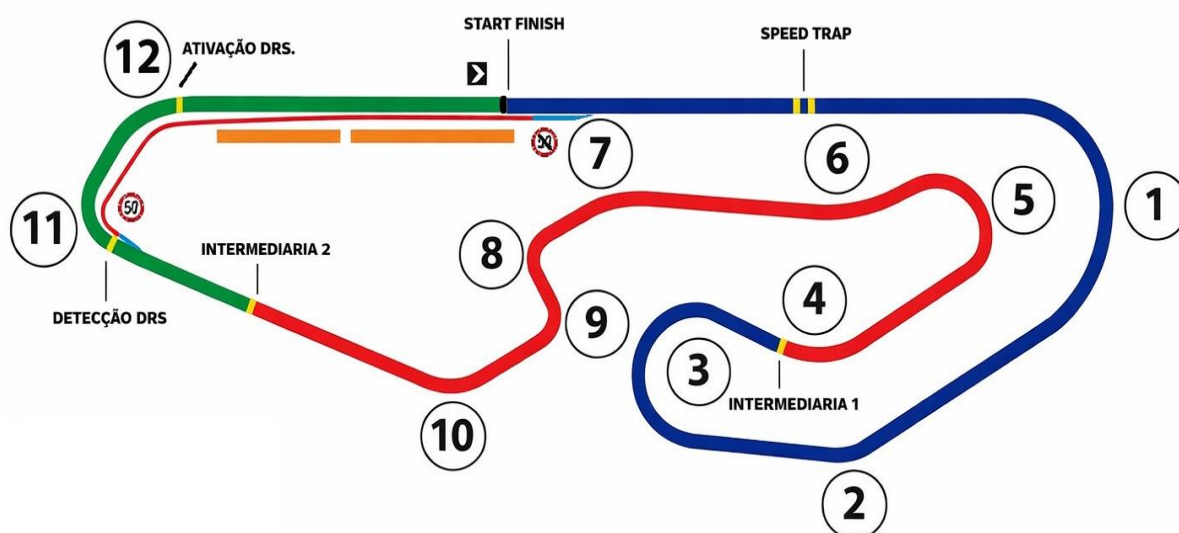 START FINISH
SPEED TRAP
12
ATIVAÇÃO DRS.
50
7
6
5
1
11
50
8
INTERMEDIARIA 2
4
DETECÇÃO DRS
9
3
INTERMEDIARIA 1
10
2